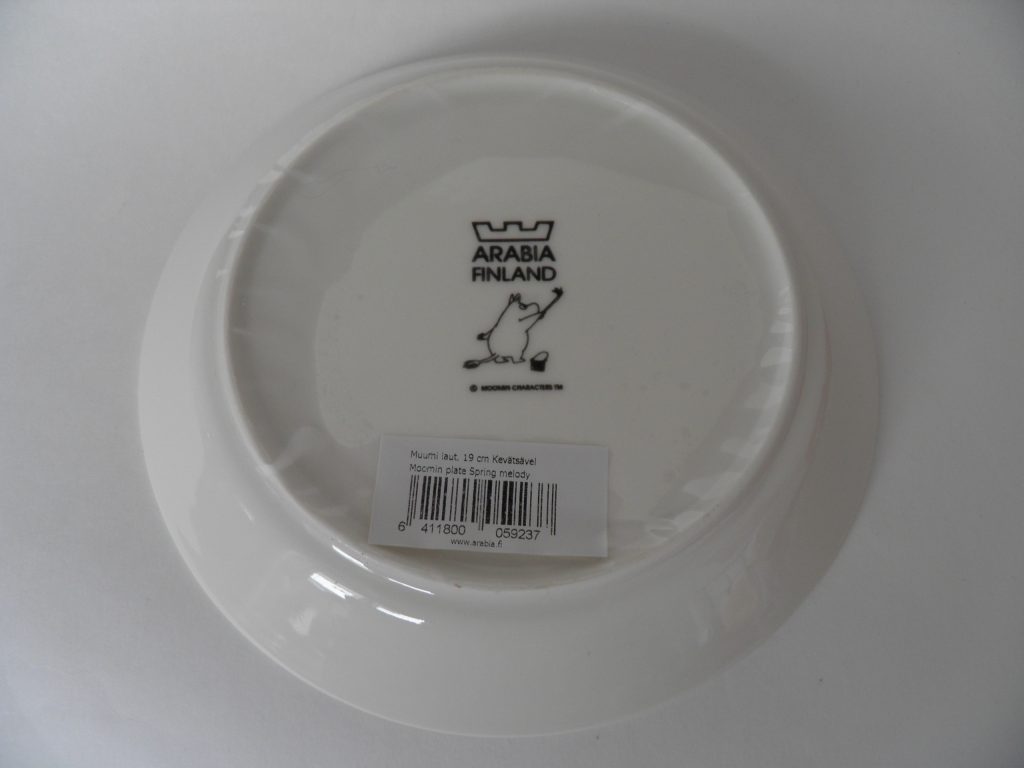 ARABIA
FINLAND
© MOOMIN CHARACTERS TM
Muumi laut. 19 cm Kevätsävel
Moomin plate Spring melody
6 411800 059237
www.arabia.fi